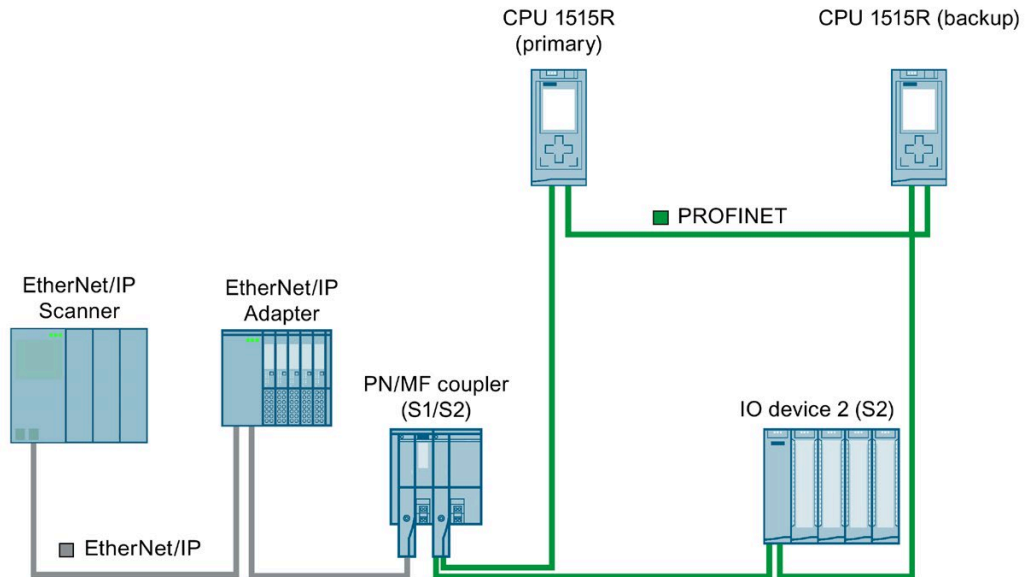 CPU 1515R
(primary)
CPU 1515R (backup)
PROFINET
EtherNet/IP
Scanner
EtherNet/IP
Adapter
PN/MF coupler
(S1/S2)
IO device 2 (S2)
EtherNet/IP